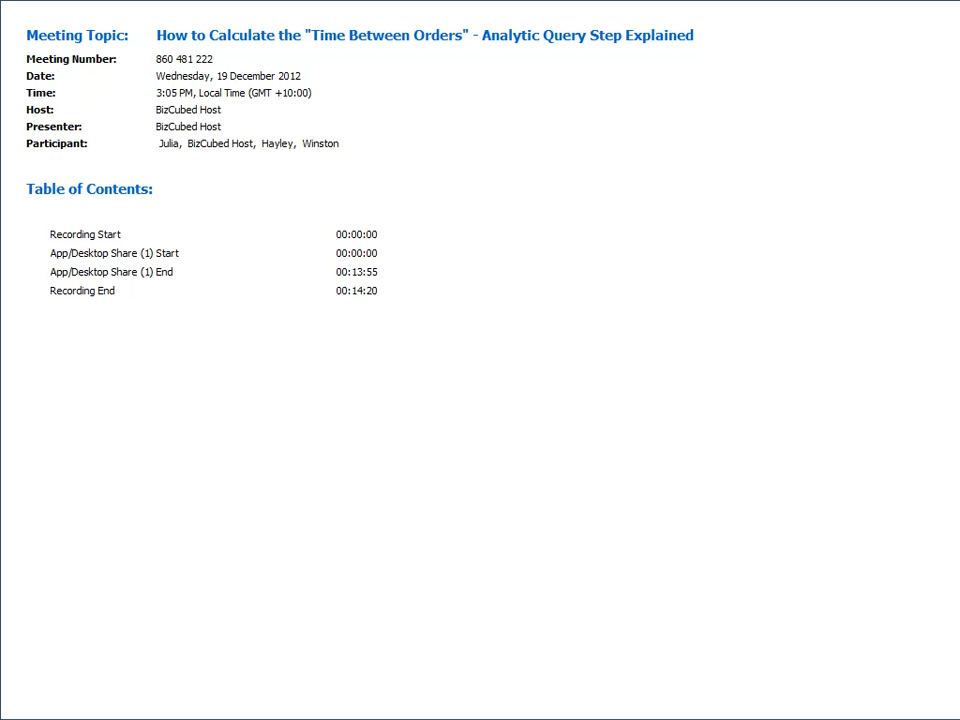 Meeting Topic: How to Calculate the "Time Between Orders" - Analytic Query Step Explained
Meeting Number: 860 481 222
Date: Wednesday, 19 December 2012
Time: 3:05 PM, Local Time (GMT +10:00)
Host: BizCubed Host
Presenter: BizCubed Host
Participant: Julia, BizCubed Host, Hayley, Winston
Table of Contents:
Recording Start 00:00:00
App/Desktop Share (1) Start 00:00:00
App/Desktop Share (1) End 00:13:55
Recording End 00:14:20